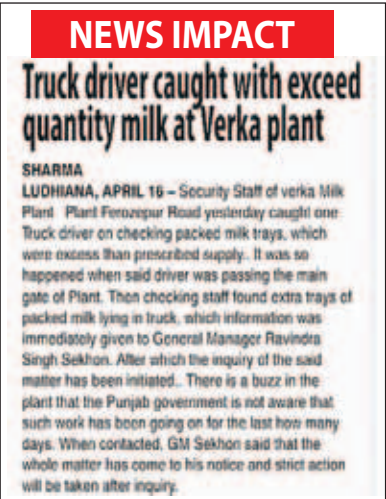 NEWS IMPACT
Truck driver caught with exceed
quantity milk at Verka plant
SHARMA
LUDHIANA, APRIL 16 – Security Staff of verka Milk
Plant Plant Ferozepur Road yesterday caught one
Truck driver on checking packed milk trays, which
were excess than prescribed supply.. It was so
happened when said driver was passing the main
gate of Plant. Then checking staff found extra trays of
packed milk lying in truck, which information was
immediately given to General Manager Ravindra
Singh Sekhon. After which the inquiry of the said
matter has been initiated.. There is a buzz in the
plant that the Punjab government is not aware that
such work has been going on for the last how many
days. When contacted, GM Sekhon said that the
whole matter has come to his notice and strict action
will be taken after inquiry.